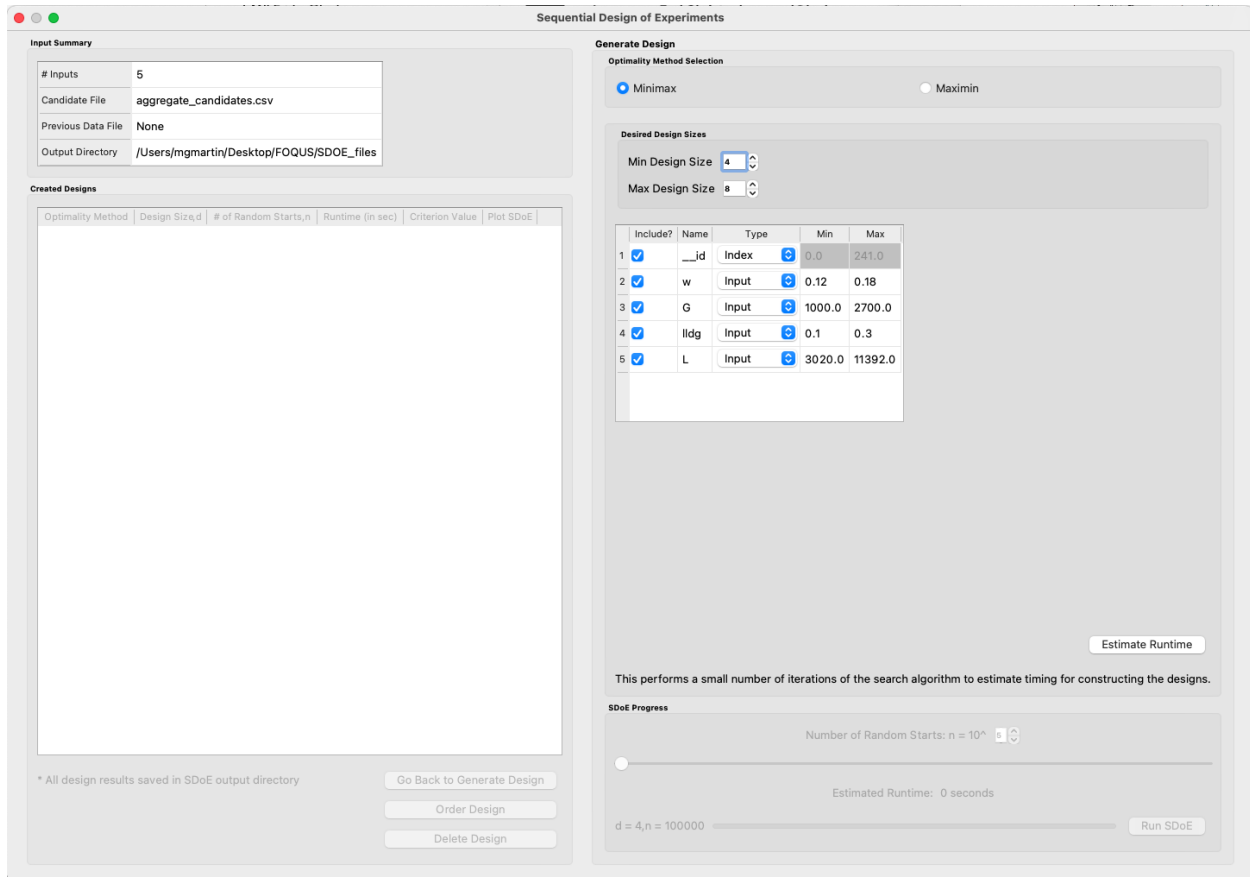 Sequential Design of Experiments
Input Summary
# Inputs 5
Candidate File aggregate_candidates.csv
Previous Data File None
Output Directory /Users/mgmartin/Desktop/FOQUS/SDOE_files
Created Designs
Optimality Method Design Size,d # of Random Starts,n Runtime (in sec) Criterion Value Plot SDoE
* All design results saved in SDoE output directory
Go Back to Generate Design
Order Design
Delete Design
Generate Design
Optimality Method Selection
Minimax Maximin
Desired Design Sizes
Min Design Size 4
Max Design Size 8
Include? Name Type Min Max
1 __id Index 0.0 241.0
2 w Input 0.12 0.18
3 G Input 1000.0 2700.0
4 lldg Input 0.1 0.3
5 L Input 3020.0 11392.0
Estimate Runtime
This performs a small number of iterations of the search algorithm to estimate timing for constructing the designs.
SDoE Progress
Number of Random Starts: n = 10^ 5
Estimated Runtime: 0 seconds
d = 4,n = 100000 Run SDoE